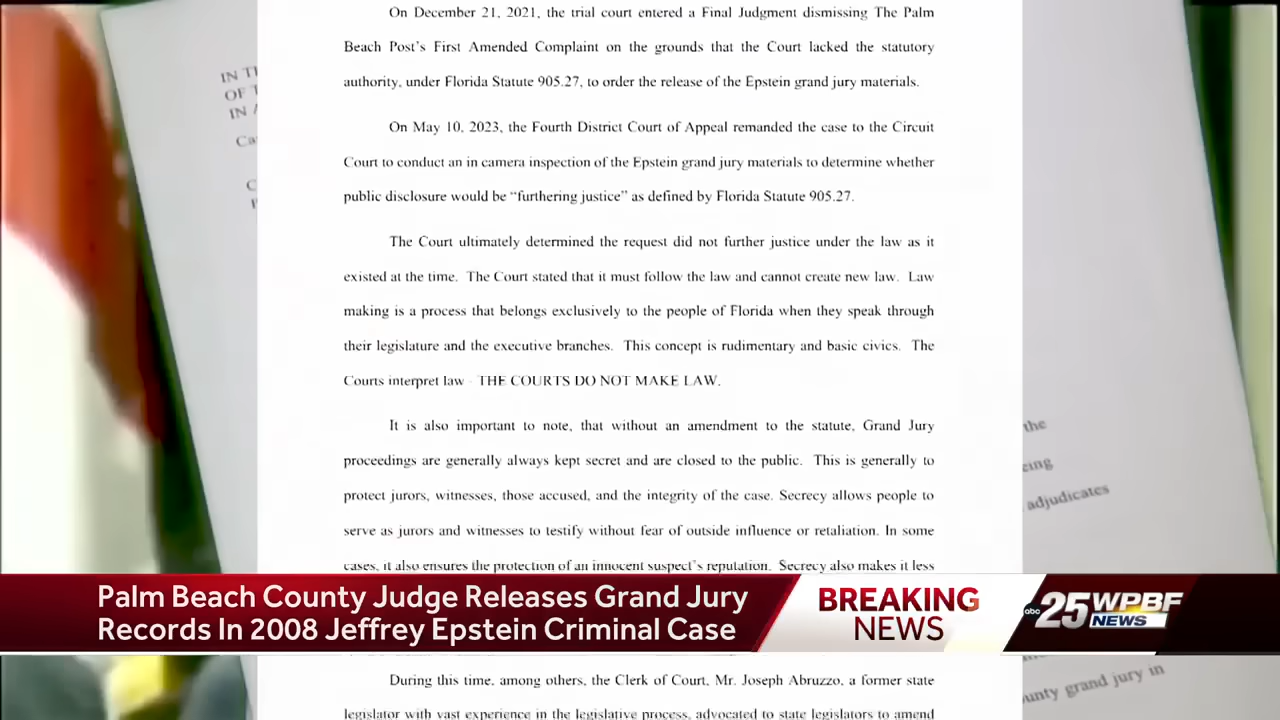 On December 21, 2021, the trial court entered a Final Judgment dismissing The Palm
Beach Post's First Amended Complaint on the grounds that the Court lacked the statutory
authority, under Florida Statute 905.27, to order the release of the Epstein grand jury materials.
On May 10, 2023, the Fourth District Court of Appeal remanded the case to the Circuit
Court to conduct an in camera inspection of the Epstein grand jury materials to determine whether
public disclosure would be “furthering justice” as defined by Florida Statute 905.27.
The Court ultimately determined the request did not further justice under the law as it
existed at the time. The Court stated that it must follow the law and cannot create new law. Law
making is a process that belongs exclusively to the people of Florida when they speak through
their legislature and the executive branches. This concept is rudimentary and basic civics. The
Courts interpret law - THE COURTS DO NOT MAKE LAW.
It is also important to note, that without an amendment to the statute, Grand Jury
proceedings are generally always kept secret and are closed to the public. This is generally to
protect jurors, witnesses, those accused, and the integrity of the case. Secrecy allows people to
serve as jurors and witnesses to testify without fear of outside influence or retaliation. In some
cases, it also ensures the protection of an innocent suspect's reputation. Secrecy also makes it less
Palm Beach County Judge Releases Grand Jury
Records In 2008 Jeffrey Epstein Criminal Case
BREAKING
NEWS
abc 25 WPBF
NEWS
During this time, among others, the Clerk of Court, Mr. Joseph Abruzzo, a former state
legislator with vast experience in the legislative process, advocated to state legislators to amend
IN
OF
IN
the
adjudicates
grand jury in